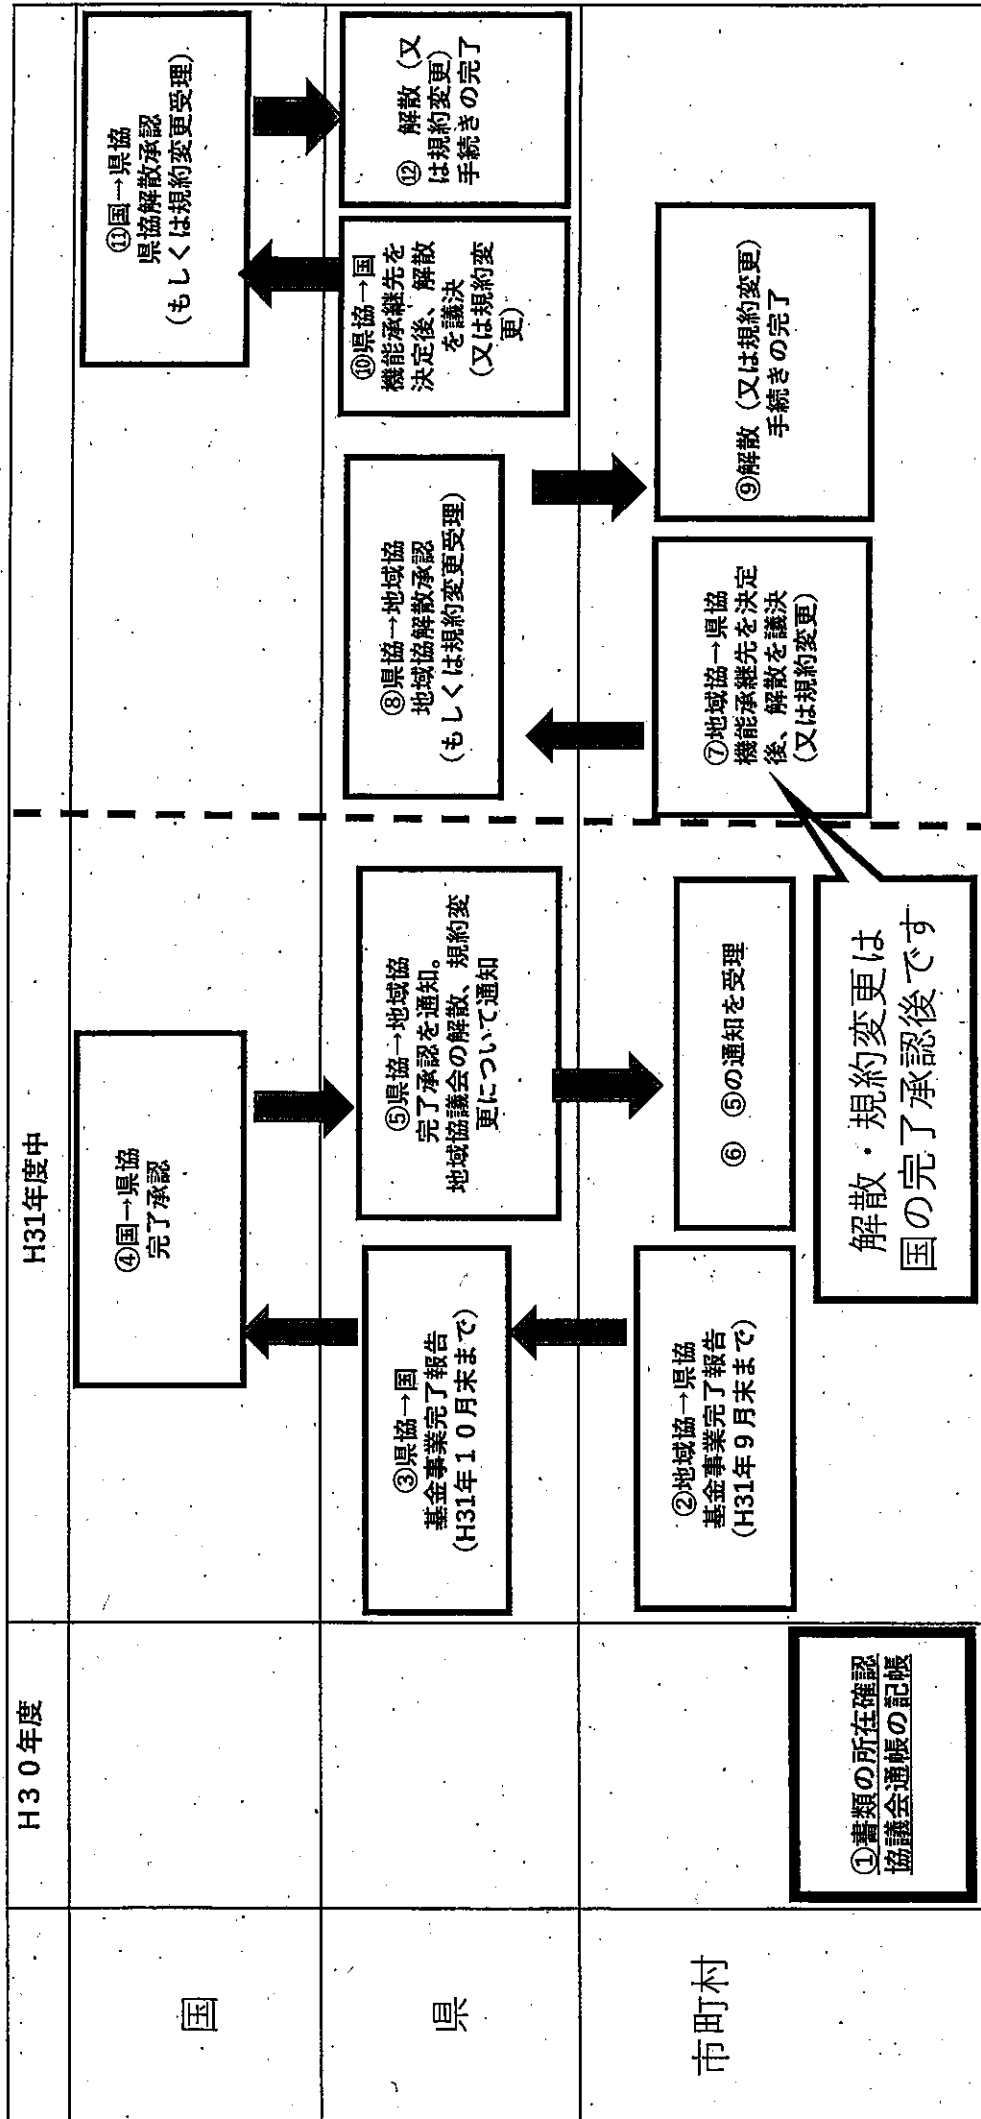 H30年度
H31年度中
国
県
市町村
①書類の所在確認
協議会通帳の記帳
②地域協→県協
基金事業完了報告
(H31年9月末まで)
③県協→国
基金事業完了報告
(H31年10月末まで)
④国→県協
完了承認
⑤県協→地域協
完了承認を通知。
地域協議会の解散、規約変
更について通知
⑥ ⑤の通知を受理
解散・規約変更は
国の完了承認後です
⑦地域協→県協
機能承継先を決定
後、解散を議決
(又は規約変更)
⑧県協→地域協
地域協解散承認
(もしくは規約変更受理)
⑨解散(又は規約変更)
手続きの完了
⑩県協→国
機能承継先を
決定後、解散
を議決
(又は規約変
更)
⑪国→県協
県協解散承認
(もしくは規約変更受理)
⑫ 解散(又
は規約変更)
手続きの完了